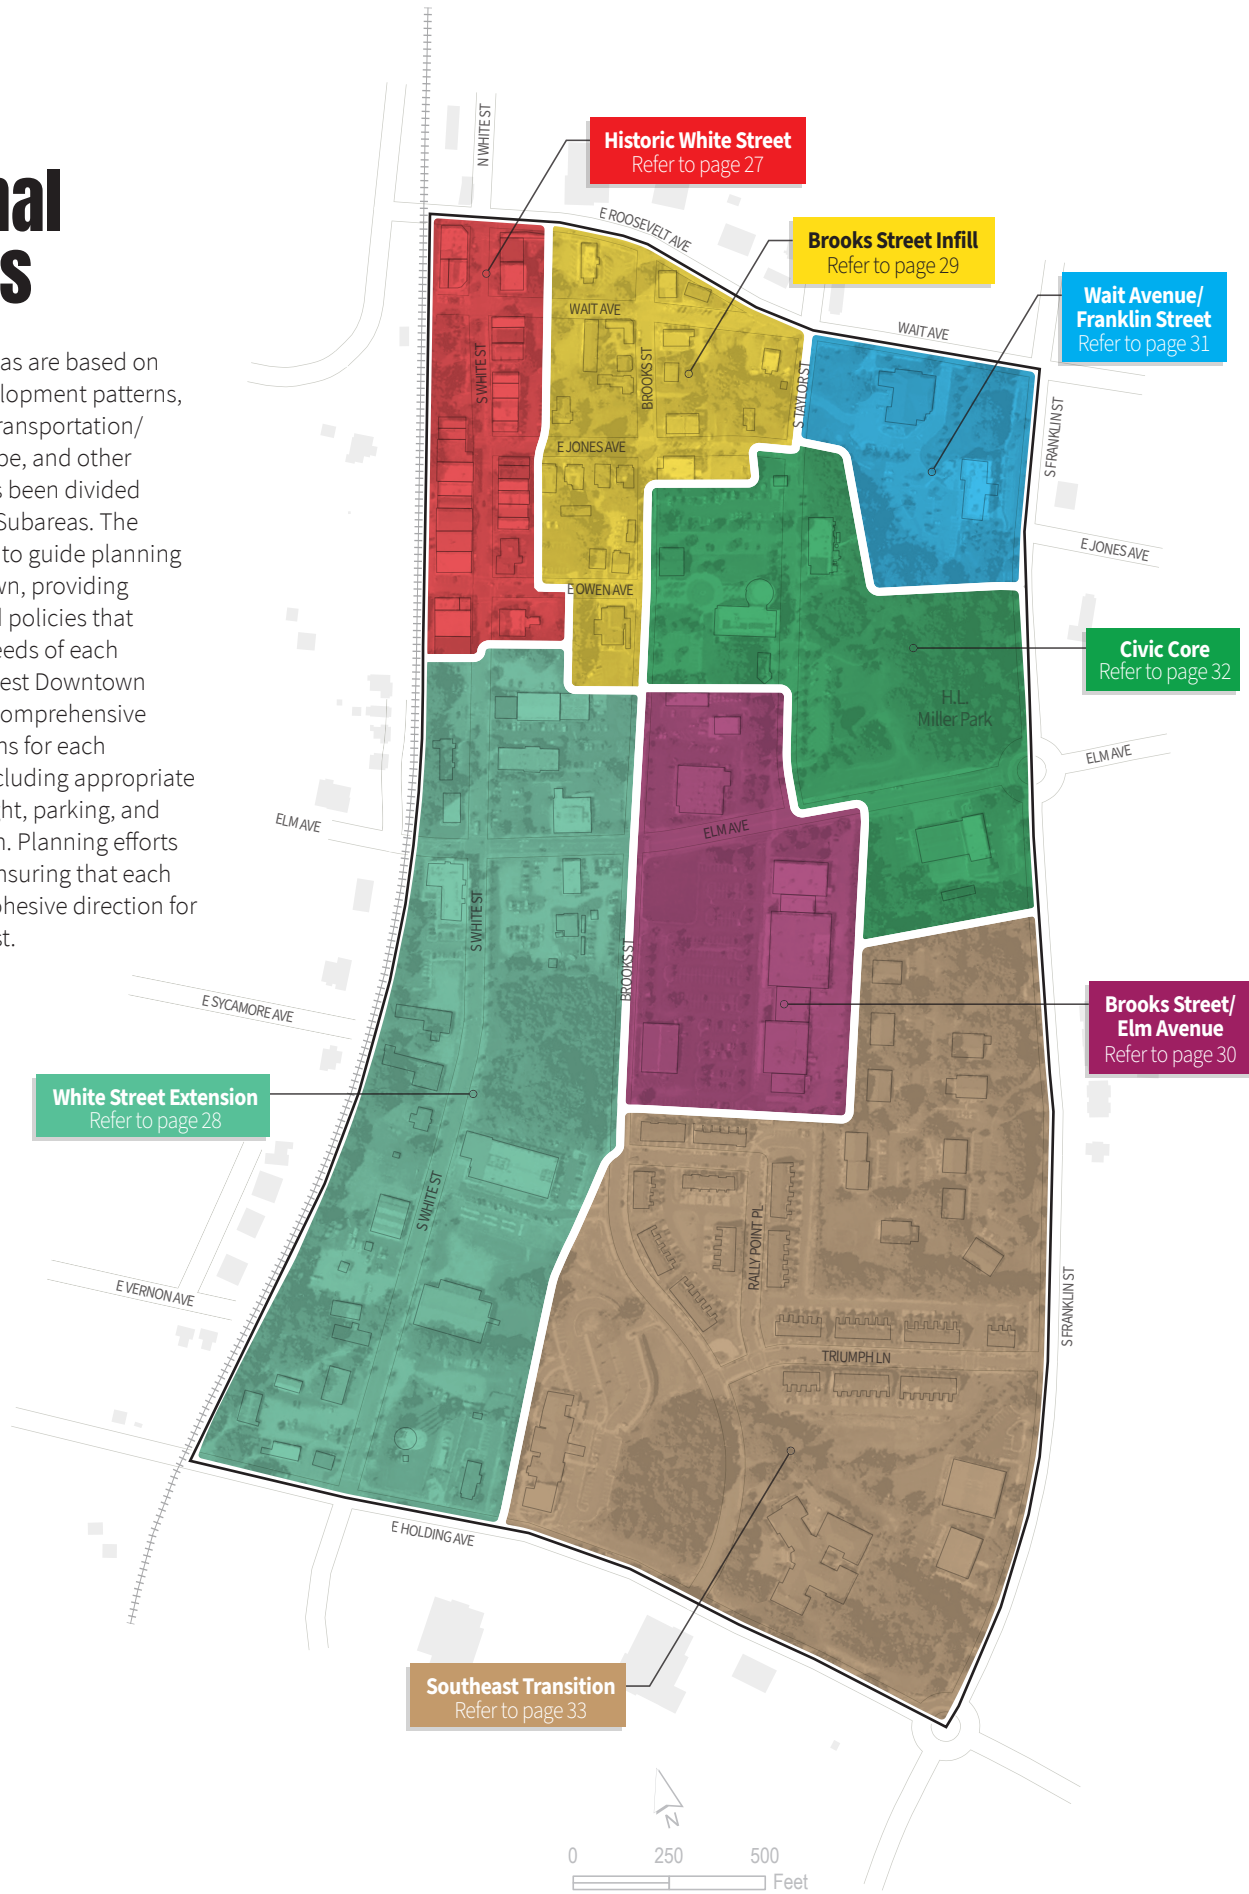 nal
s
as are based on
lopment patterns,
ransportation/
pe, and other
s been divided
Subareas. The
to guide planning
wn, providing
l policies that
eeds of each
est Downtown
omprehensive
ns for each
cluding appropriate
ght, parking, and
n. Planning efforts
nsuring that each
ohesive direction for
st.
N WHITE ST
Historic White Street
Refer to page 27
E ROOSEVELT AVE
Brooks Street Infill
Refer to page 29
Wait Avenue/
Franklin Street
Refer to page 31
WAIT AVE
WAIT AVE
S WHITE ST
BROOKS ST
S TAYLOR ST
S FRANKLIN ST
E JONES AVE
E JONES AVE
E OWEN AVE
Civic Core
Refer to page 32
H.L.
Miller Park
ELM AVE
ELM AVE
ELM AVE
S WHITE ST
BROOKS ST
E SYCAMORE AVE
Brooks Street/
Elm Avenue
Refer to page 30
White Street Extension
Refer to page 28
S WHITE ST
RALLY POINT PL
E VERNON AVE
S FRANKLIN ST
TRIUMPH LN
E HOLDING AVE
Southeast Transition
Refer to page 33
N
0 250 500
Feet